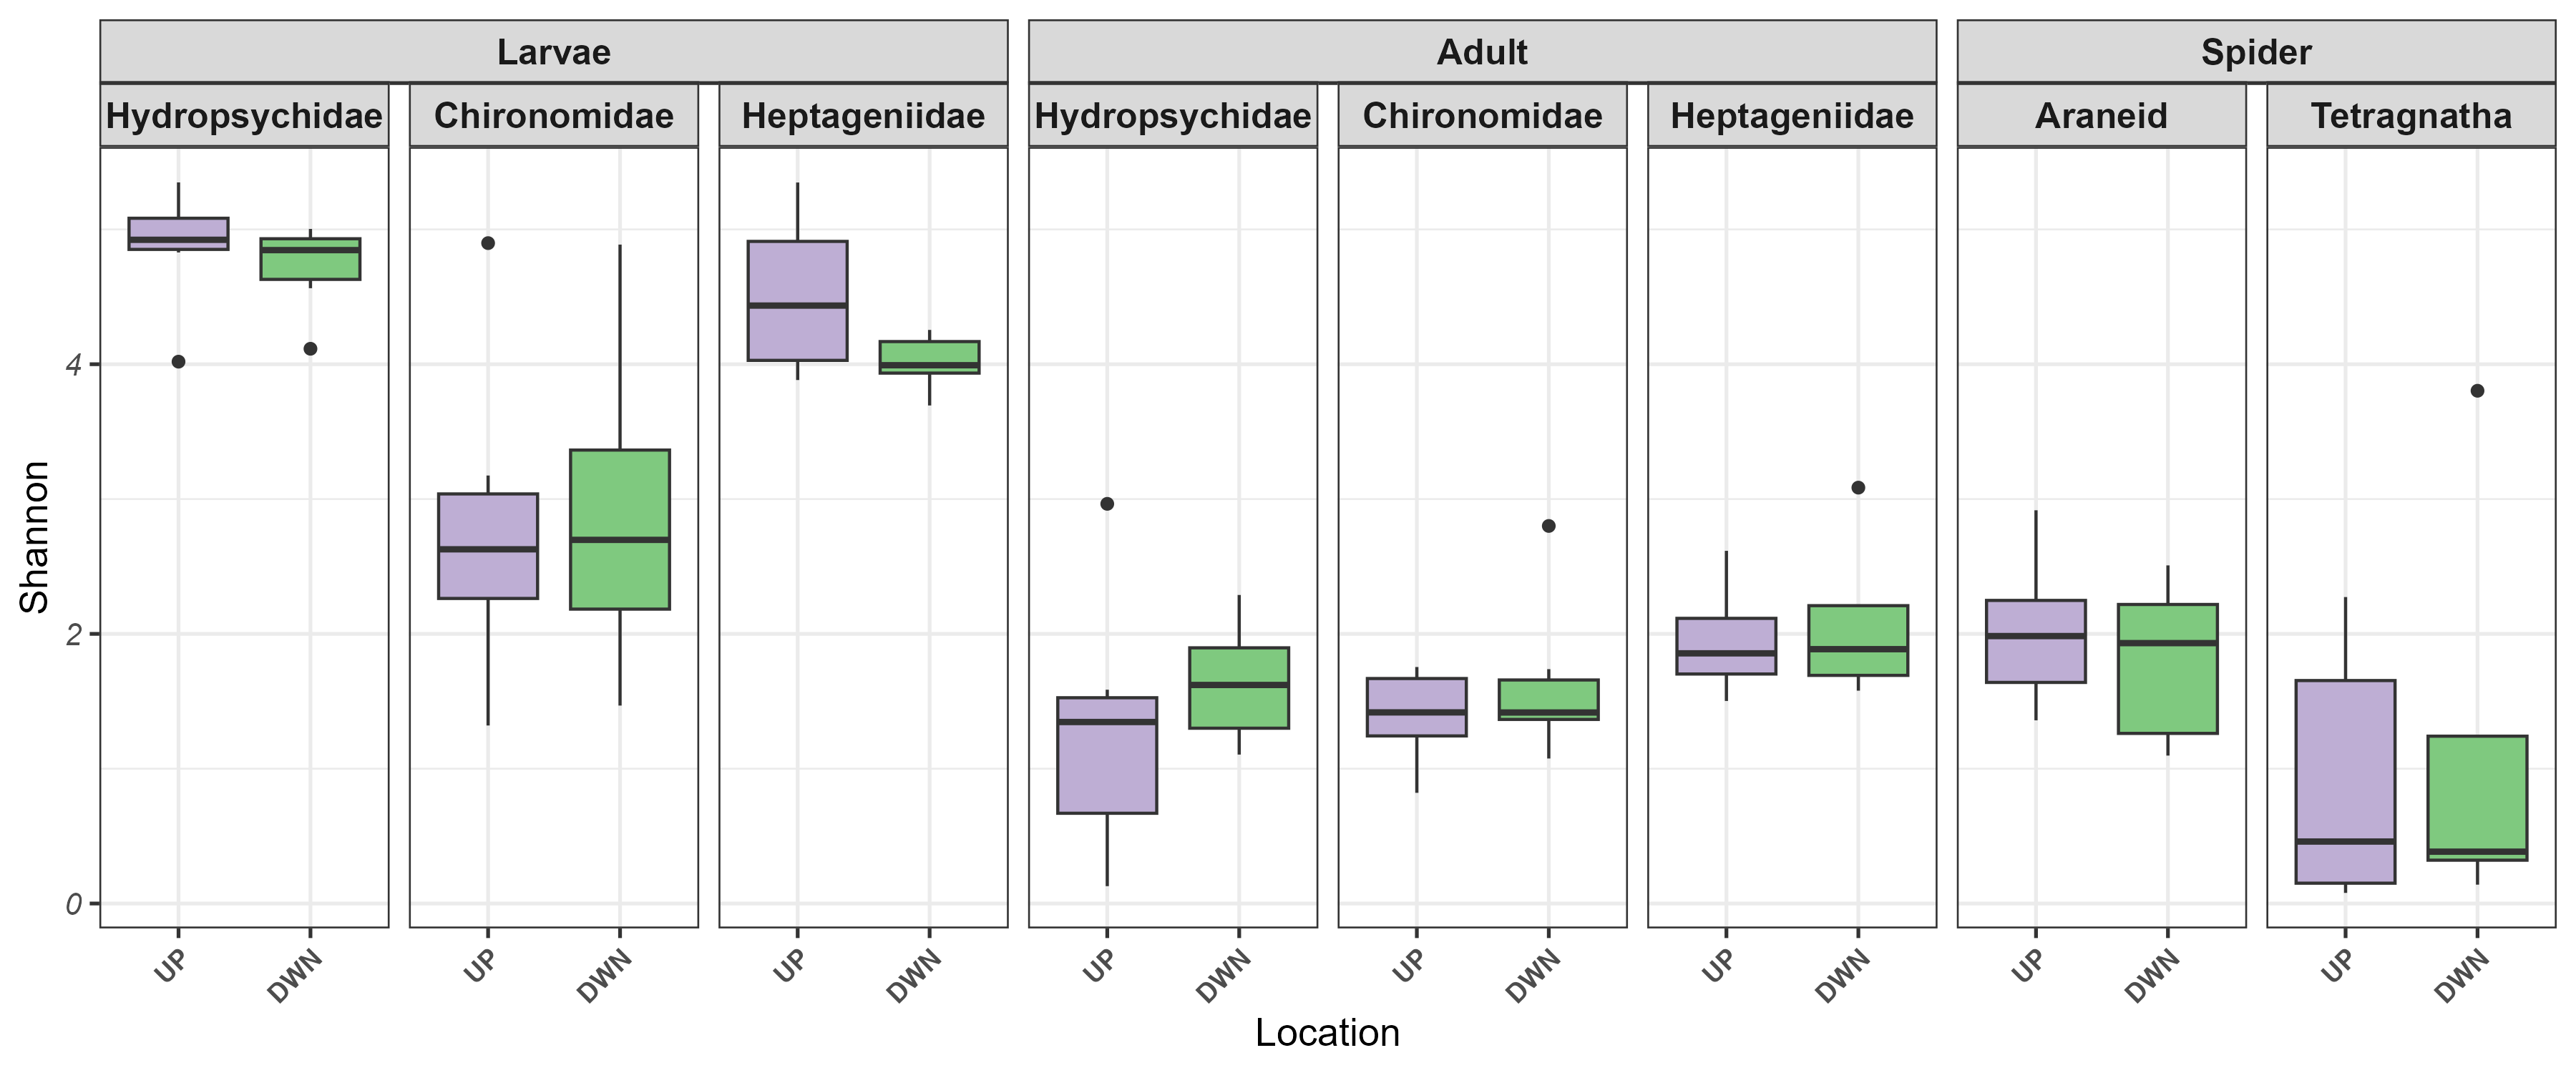 Larvae Adult Spider
Hydropsychidae Chironomidae Heptageniidae Hydropsychidae Chironomidae Heptageniidae Araneid Tetragnatha
Shannon
4
2
0
UP DWN UP DWN UP DWN UP DWN UP DWN UP DWN UP DWN UP DWN
Location